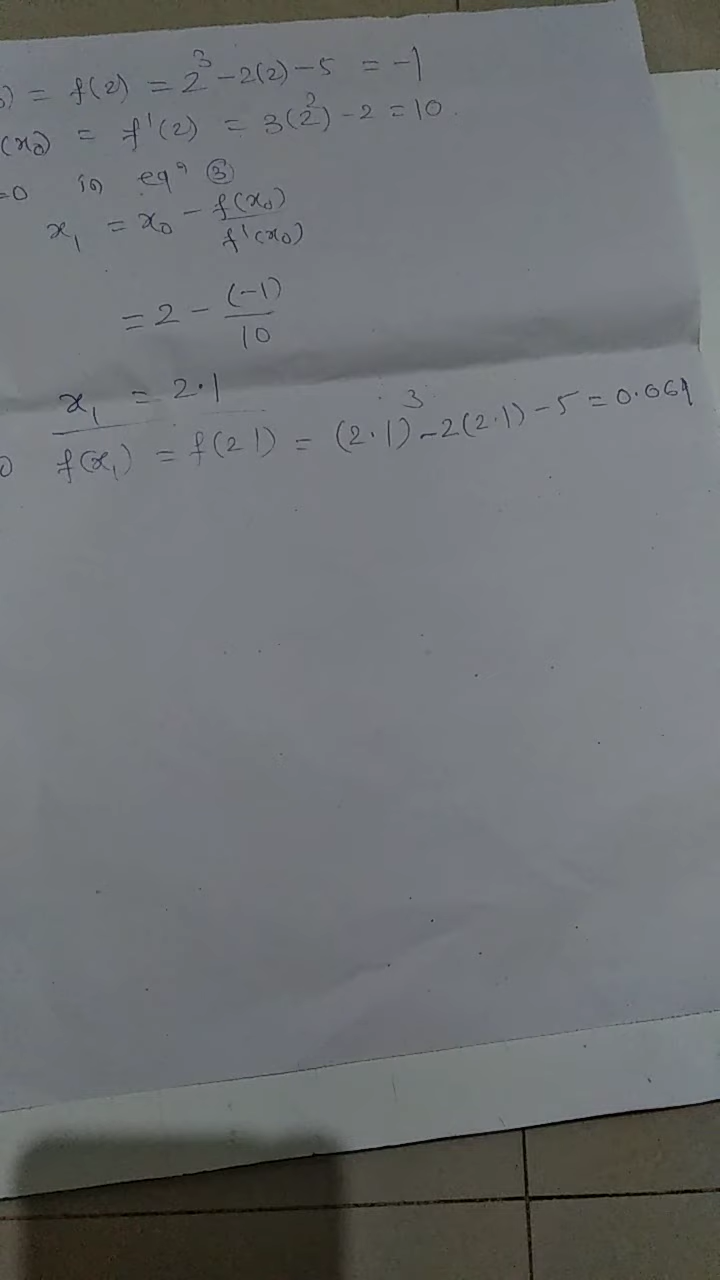 ) = f(2) = 2³ - 2(2) - 5 = -1
(x₀) = f'(2) = 3(2²) - 2 = 10.
=0 in eqⁿ ③
x₁ = x₀ - f(x₀)/f'(x₀)
= 2 - (-1)/10
x₁ = 2.1
f(x₁) = f(2.1) = (2.1)³ - 2(2.1) - 5 = 0.061